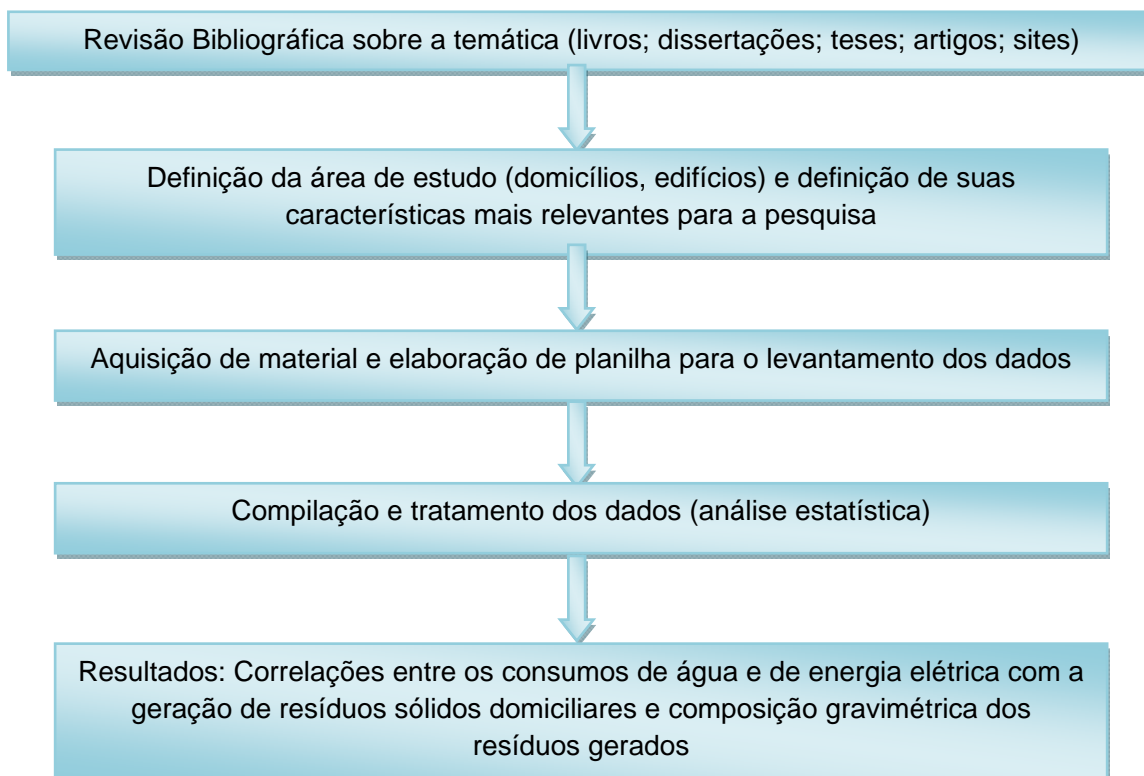 Revisão Bibliográfica sobre a temática (livros; dissertações; teses; artigos; sites)
Definição da área de estudo (domicílios, edifícios) e definição de suas
características mais relevantes para a pesquisa
Aquisição de material e elaboração de planilha para o levantamento dos dados
Compilação e tratamento dos dados (análise estatística)
Resultados: Correlações entre os consumos de água e de energia elétrica com a
geração de resíduos sólidos domiciliares e composição gravimétrica dos
resíduos gerados